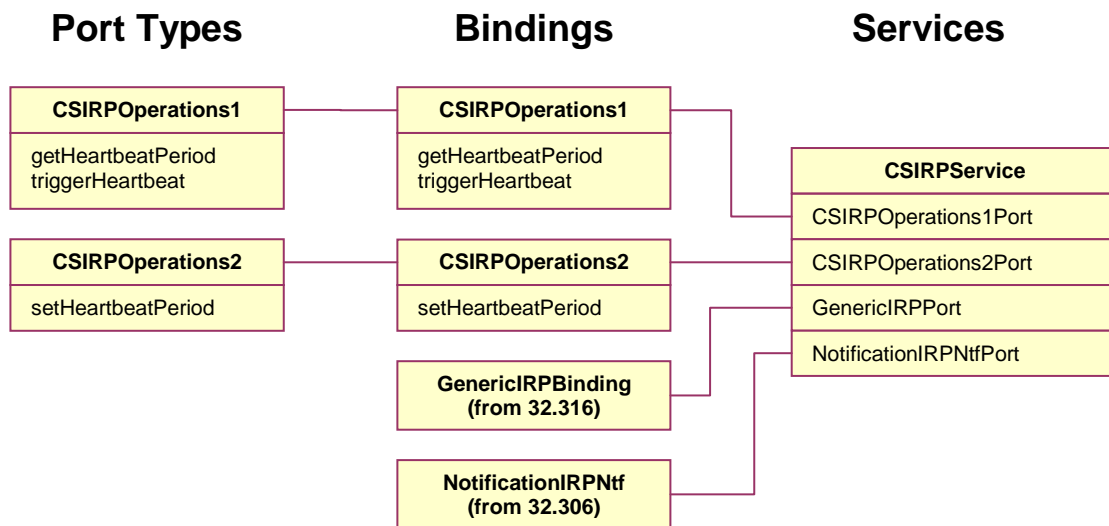 Port Types
Bindings
Services
CSIRPOperations1
getHeartbeatPeriod
triggerHeartbeat
CSIRPOperations2
setHeartbeatPeriod
CSIRPOperations1
getHeartbeatPeriod
triggerHeartbeat
CSIRPOperations2
setHeartbeatPeriod
GenericIRPBinding
(from 32.316)
NotificationIRPNtf
(from 32.306)
CSIRPService
CSIRPOperations1Port
CSIRPOperations2Port
GenericIRPPort
NotificationIRPNtfPort